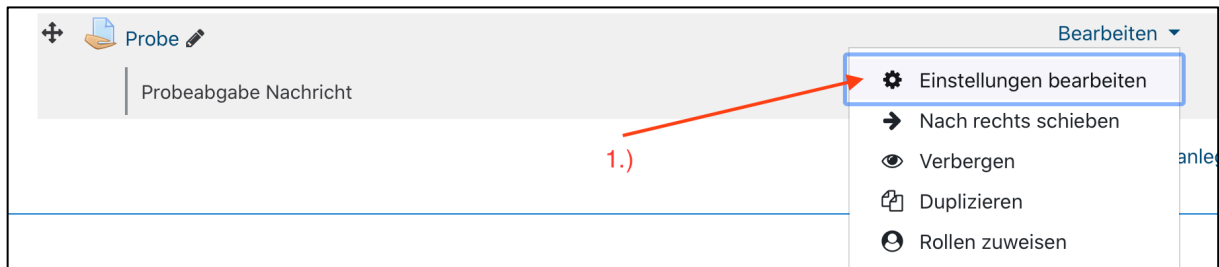 Probe
Bearbeiten
Probeabgabe Nachricht
Einstellungen bearbeiten
Nach rechts schieben
1.)
Verbergen
Duplizieren
Rollen zuweisen